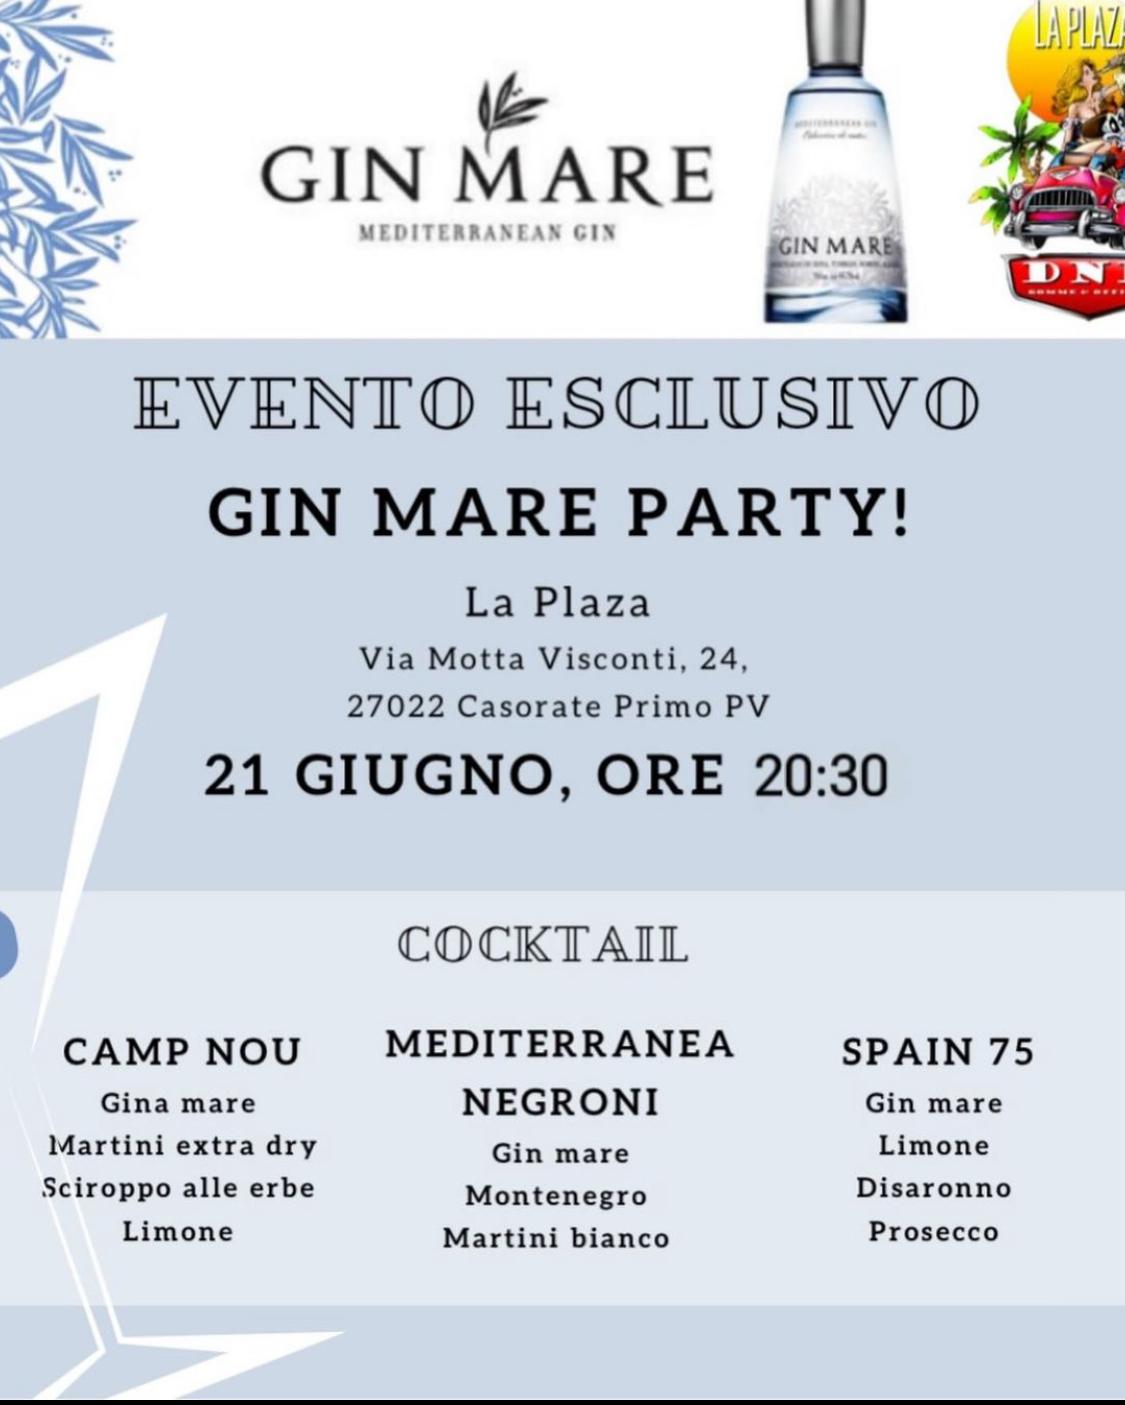 LA PLAZA
GIN MARE
MEDITERRANEAN GIN
MEDITERRANEAN GIN
GIN MARE
DN
EVENTO ESCLUSIVO
GIN MARE PARTY!
La Plaza
Via Motta Visconti, 24,
27022 Casorate Primo PV
21 GIUGNO, ORE 20:30
COCKTAIL
CAMP NOU
Gina mare
Martini extra dry
Sciroppo alle erbe
Limone
MEDITERRANEA
NEGRONI
Gin mare
Montenegro
Martini bianco
SPAIN 75
Gin mare
Limone
Disaronno
Prosecco